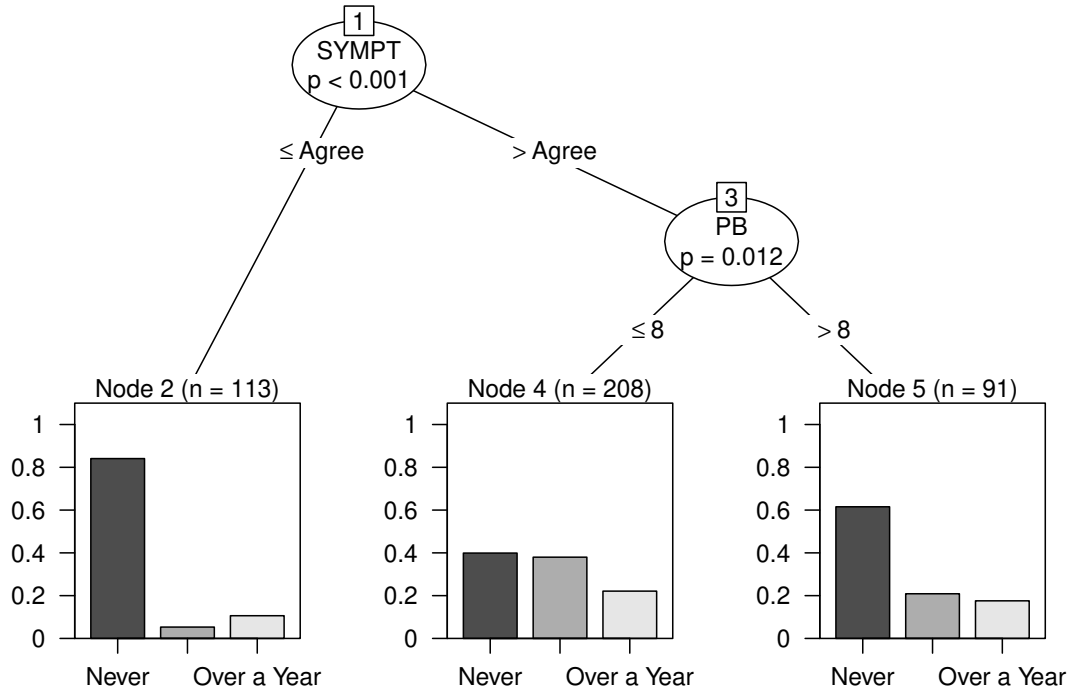 1
SYMPT
p < 0.001
≤ Agree
> Agree
3
PB
p = 0.012
≤ 8
> 8
Node 2 (n = 113)
1
0.8
0.6
0.4
0.2
0
Never
Over a Year
Node 4 (n = 208)
1
0.8
0.6
0.4
0.2
0
Never
Over a Year
Node 5 (n = 91)
1
0.8
0.6
0.4
0.2
0
Never
Over a Year